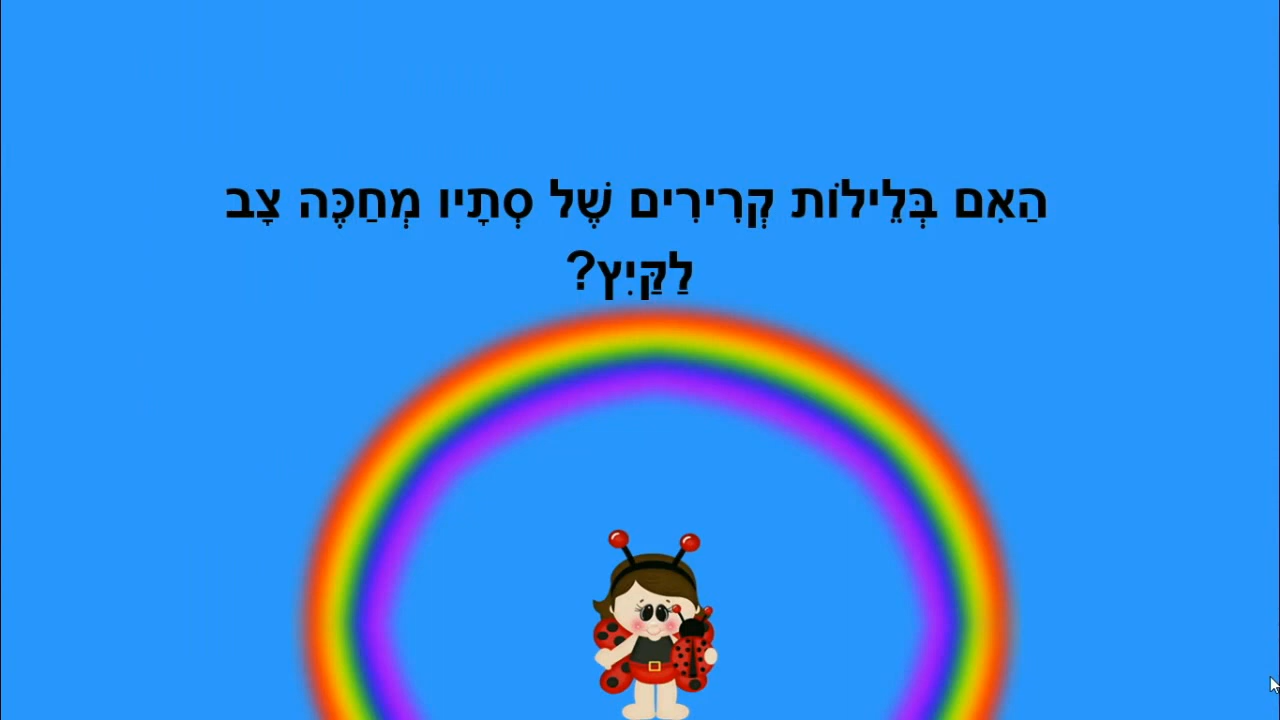 הַאִם בְּלֵילוֹת קְרִירִים שֶׁל סְתָיו מְחַכֶּה צָב
לַקַּיִץ?